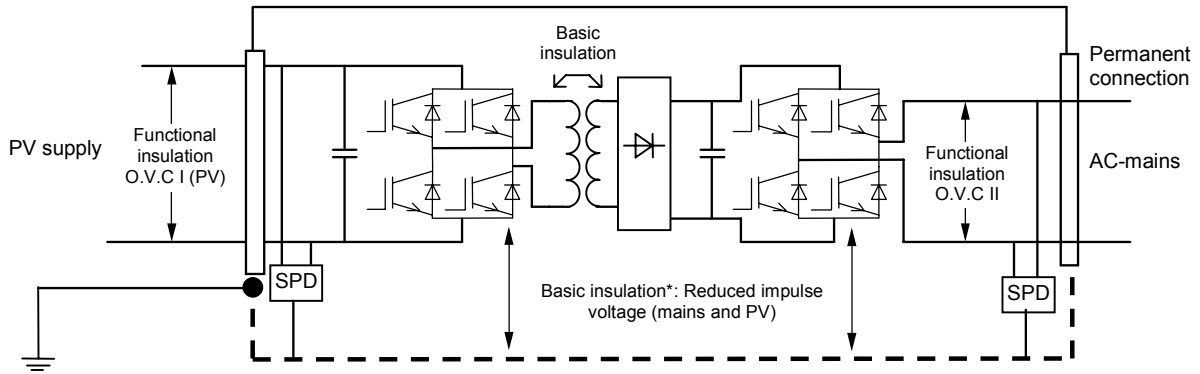 Basic
insulation
Permanent
connection
PV supply
Functional
insulation
O.V.C I (PV)
Functional
insulation
O.V.C II
AC-mains
SPD
Basic insulation*: Reduced impulse
voltage (mains and PV)
SPD